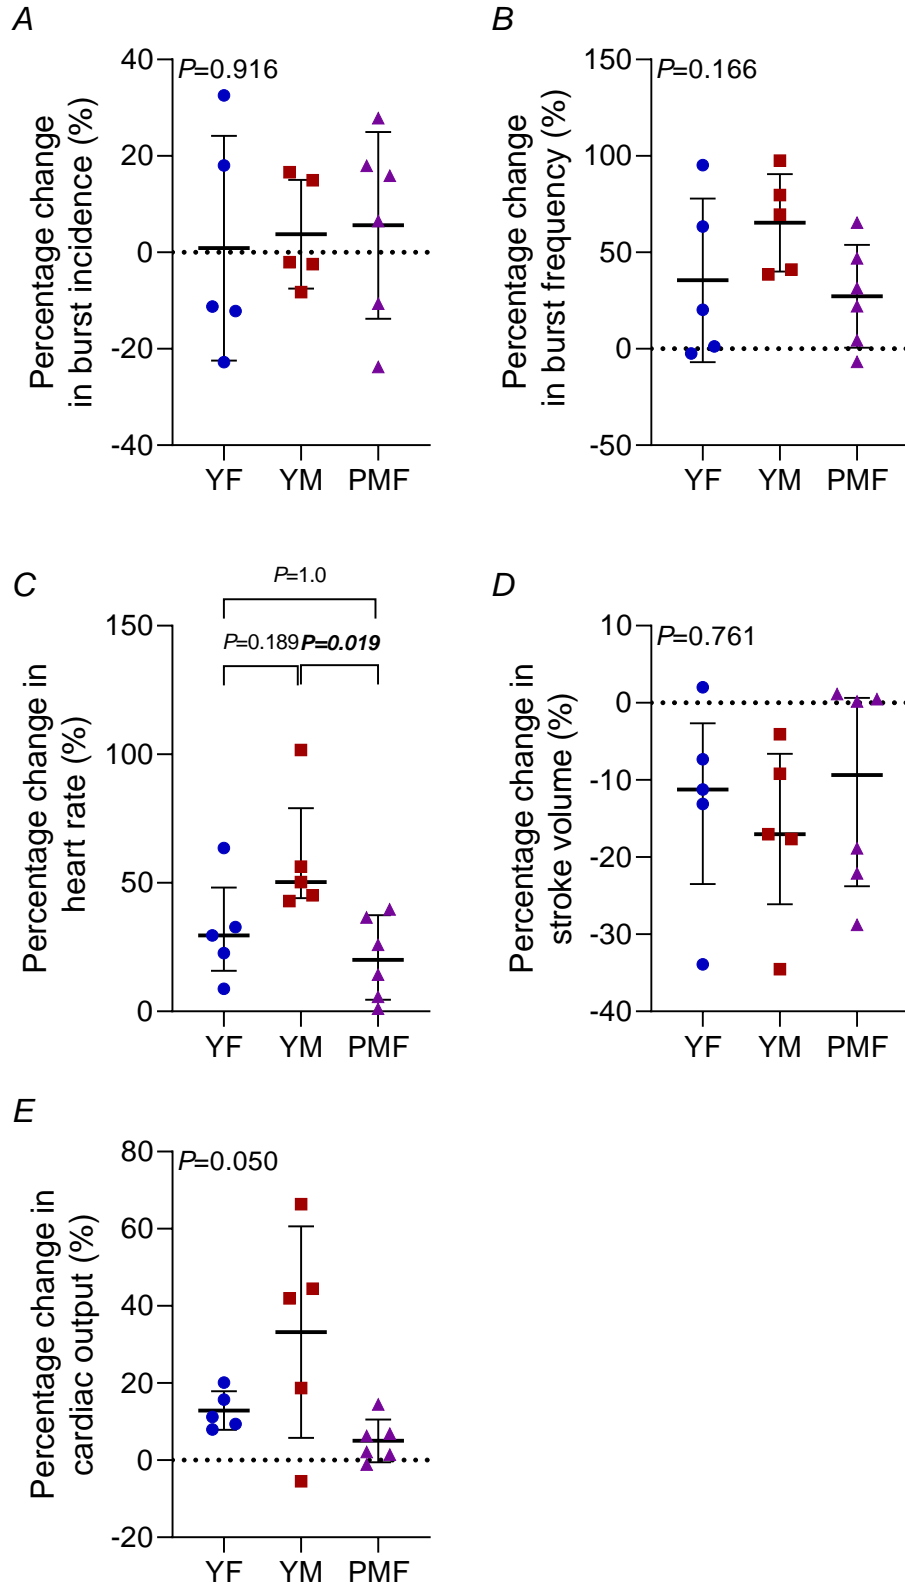 A
Percentage change
in burst incidence (%)
P=0.916
40
20
0
-20
-40
YF YM PMF
B
Percentage change
in burst frequency (%)
P=0.166
150
100
50
0
-50
YF YM PMF
C
Percentage change in
heart rate (%)
P=1.0
P=0.189 P=0.019
150
100
50
0
YF YM PMF
D
Percentage change in
stroke volume (%)
P=0.761
10
0
-10
-20
-30
-40
YF YM PMF
E
Percentage change in
cardiac output (%)
P=0.050
80
60
40
20
0
-20
YF YM PMF